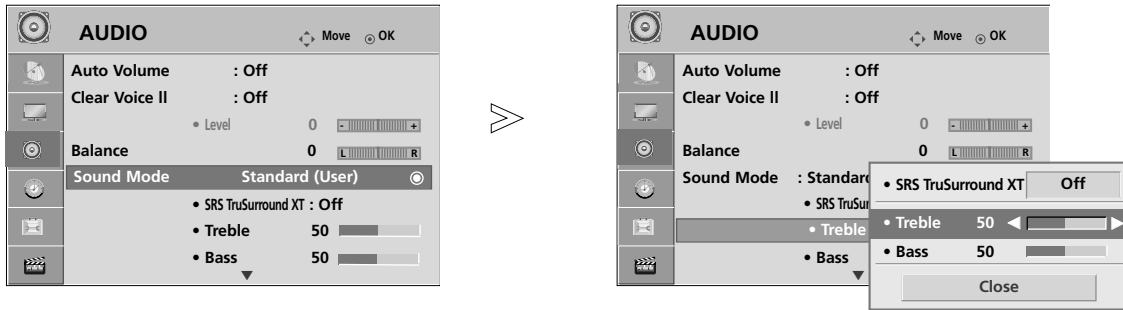 AUDIO Move OK
Auto Volume : Off
Clear Voice ll : Off
• Level 0 - +
Balance 0 L R
Sound Mode Standard (User)
• SRS TruSurround XT : Off
• Treble 50
• Bass 50
AUDIO Move OK
Auto Volume : Off
Clear Voice ll : Off
• Level 0 - +
Balance 0 L R
Sound Mode : Standard
• SRS TruSur
• Treble
• Bass
• SRS TruSurround XT Off
• Treble 50
• Bass 50
Close